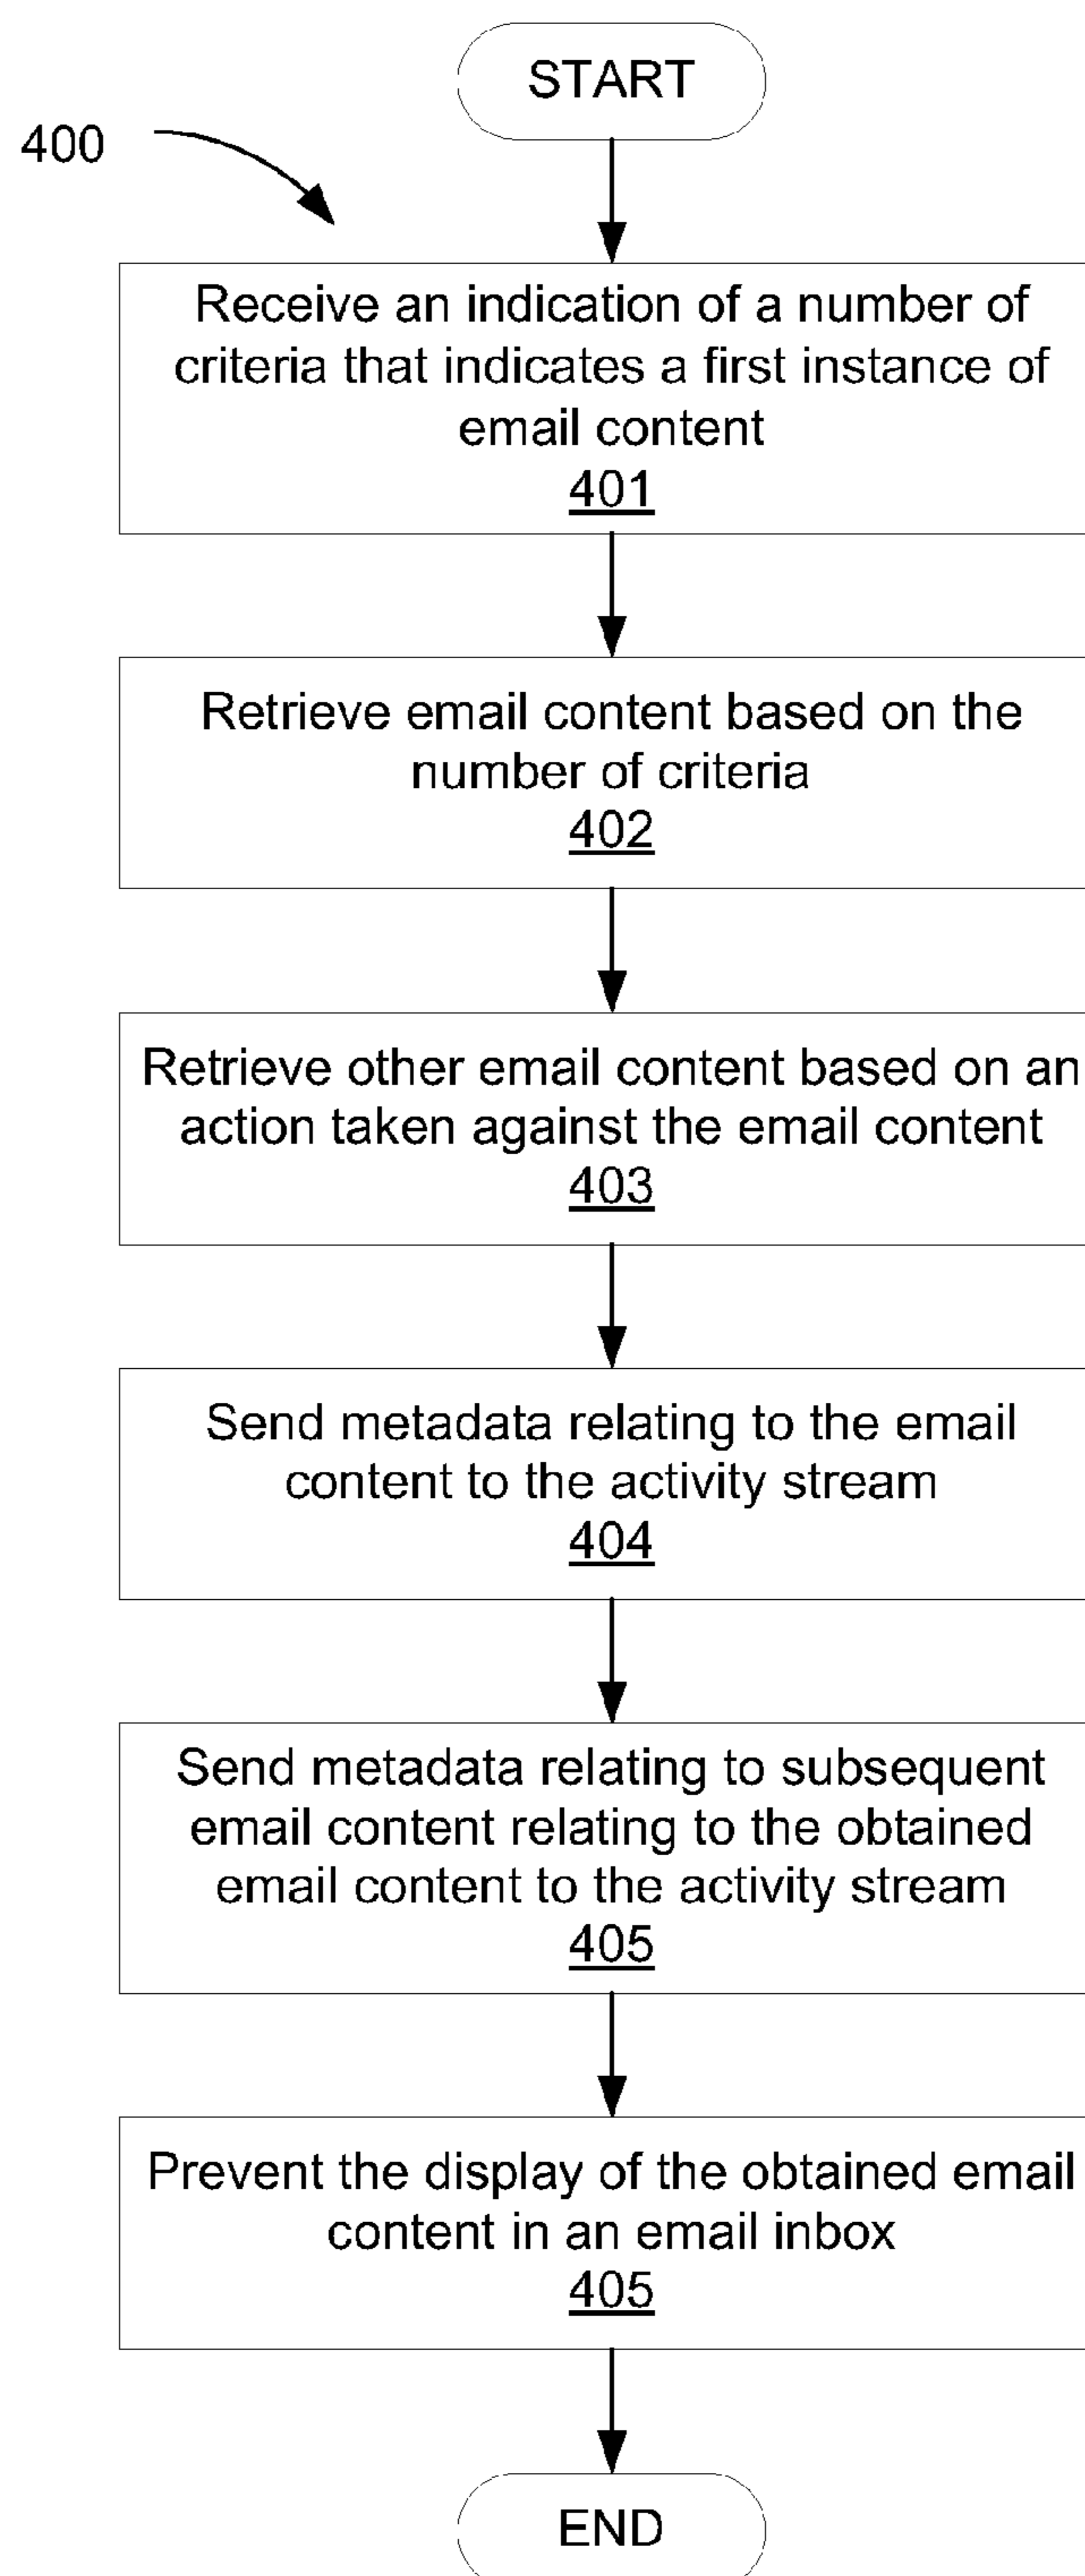 START
400
Receive an indication of a number of
criteria that indicates a first instance of
email content
401
Retrieve email content based on the
number of criteria
402
Retrieve other email content based on an
action taken against the email content
403
Send metadata relating to the email
content to the activity stream
404
Send metadata relating to subsequent
email content relating to the obtained
email content to the activity stream
405
Prevent the display of the obtained email
content in an email inbox
405
END